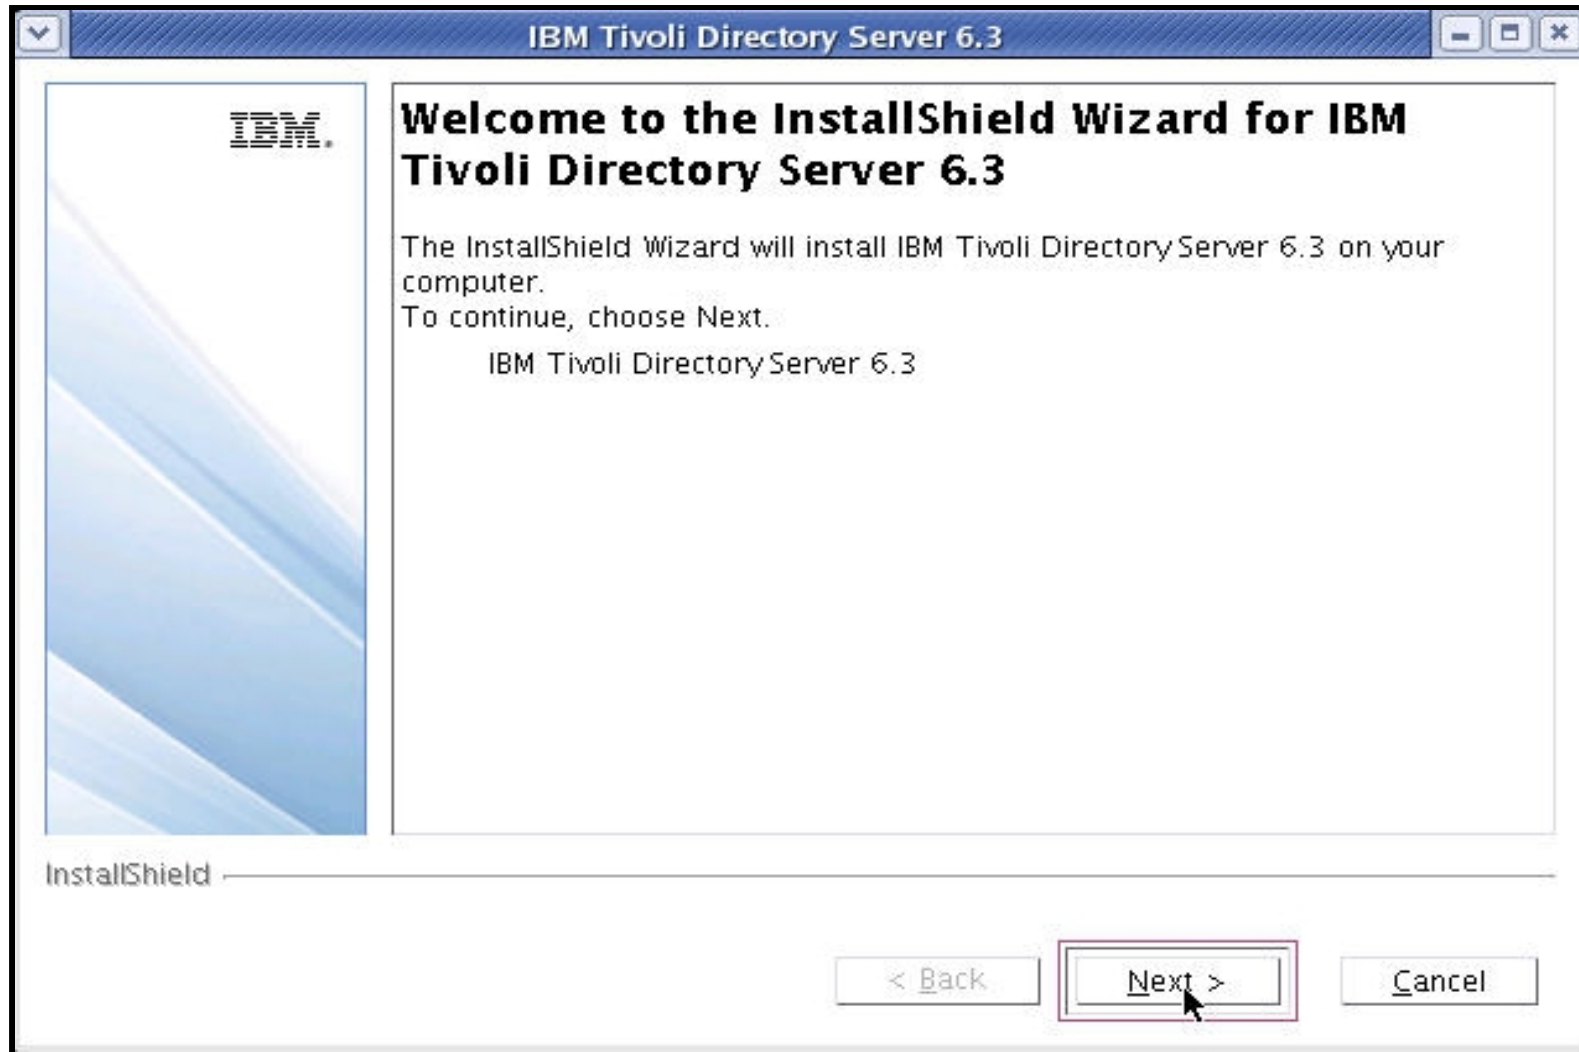 IBM Tivoli Directory Server 6.3
IBM.
Welcome to the InstallShield Wizard for IBM
Tivoli Directory Server 6.3
The InstallShield Wizard will install IBM Tivoli Directory Server 6.3 on your
computer.
To continue, choose Next.
IBM Tivoli Directory Server 6.3
InstallShield
< Back
Next >
Cancel